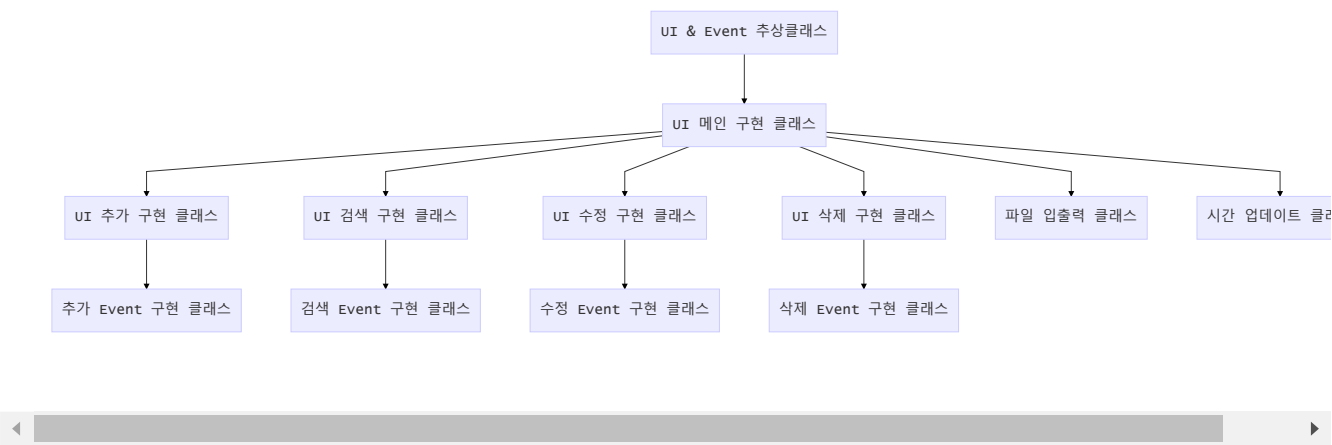 UI & Event 추상클래스
UI 메인 구현 클래스
UI 추가 구현 클래스
UI 검색 구현 클래스
UI 수정 구현 클래스
UI 삭제 구현 클래스
파일 입출력 클래스
시간 업데이트
추가 Event 구현 클래스
검색 Event 구현 클래스
수정 Event 구현 클래스
삭제 Event 구현 클래스